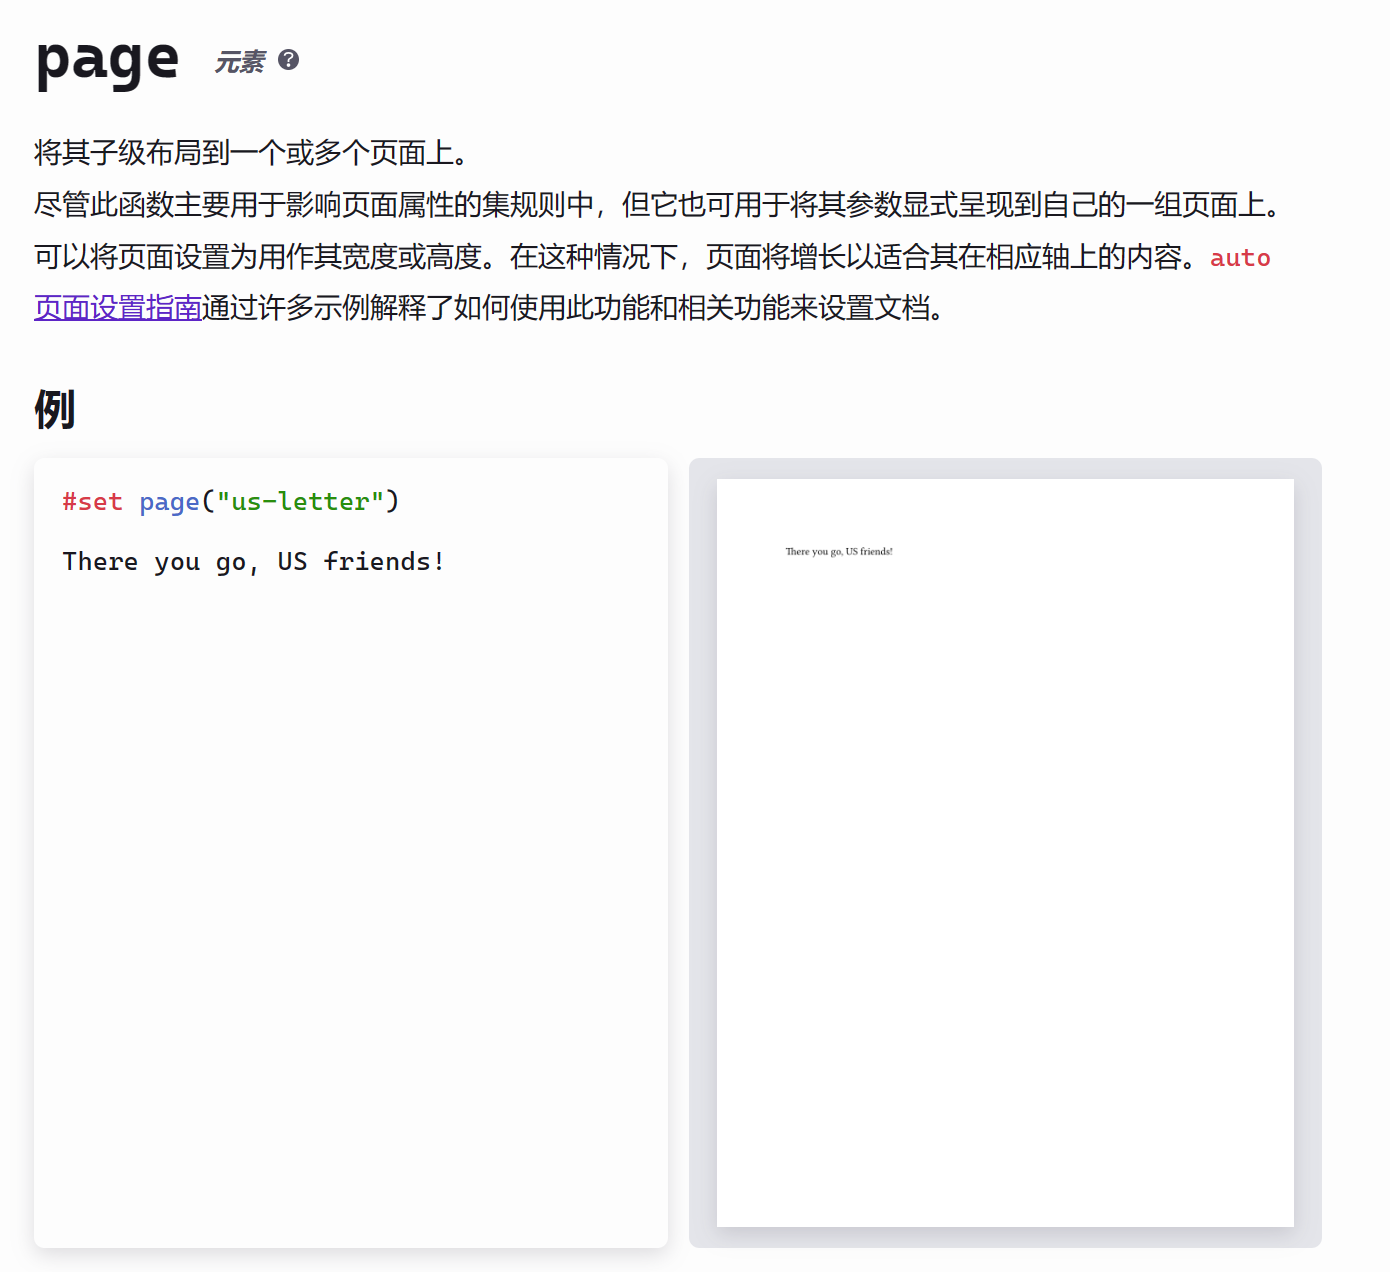 page 元素 ?
将其子级布局到一个或多个页面上。
尽管此函数主要用于影响页面属性的集规则中，但它也可用于将其参数显式呈现到自己的一组页面上。
可以将页面设置为用作其宽度或高度。在这种情况下，页面将增长以适合其在相应轴上的内容。auto
页面设置指南通过许多示例解释了如何使用此功能和相关功能来设置文档。
例
#set page("us-letter")
There you go, US friends!
There you go, US friends!